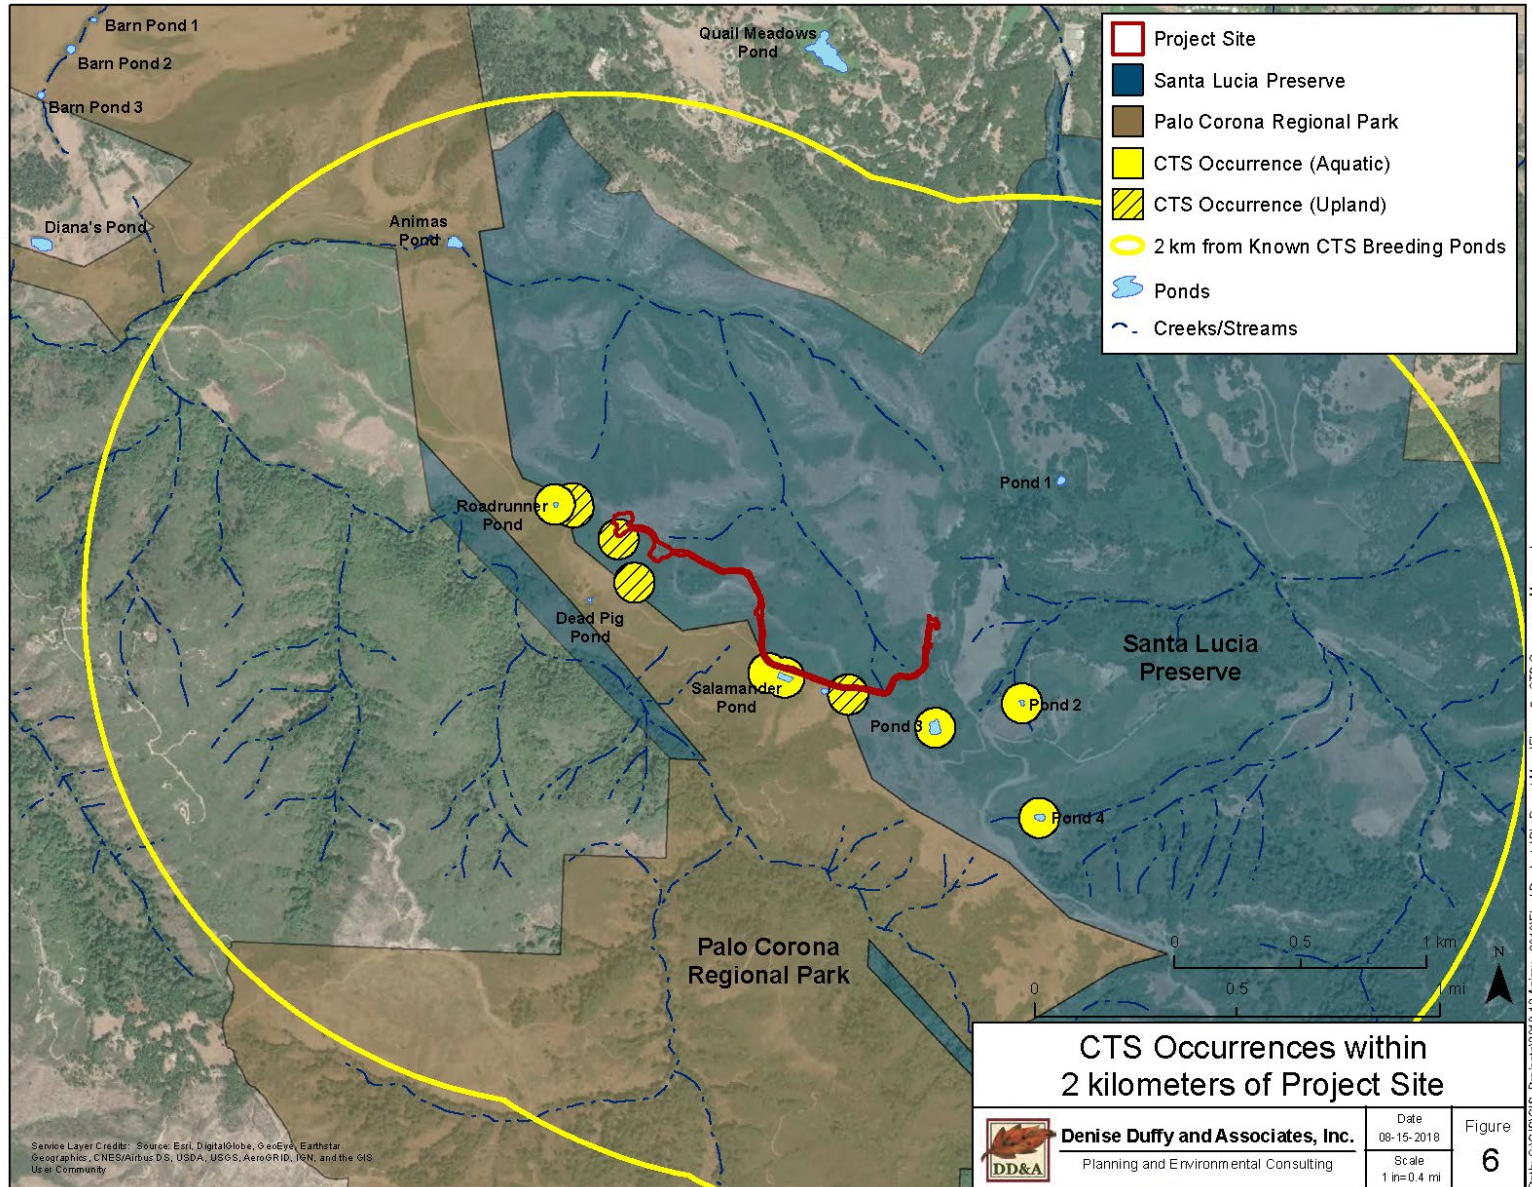 Barn Pond 1
Barn Pond 2
Barn Pond 3
Quail Meadows
Pond
Diana's Pond
Animas
Pond
Project Site
Santa Lucia Preserve
Palo Corona Regional Park
CTS Occurrence (Aquatic)
CTS Occurrence (Upland)
2 km from Known CTS Breeding Ponds
Ponds
Creeks/Streams
Pond 1
Roadrunner
Pond
Dead Pig
Pond
Santa Lucia
Preserve
Salamander
Pond
Pond 3
Pond 2
Pond 4
Palo Corona
Regional Park
0 0.5 1 km
0 0.5 1 mi
N
CTS Occurrences within
2 kilometers of Project Site
DD&A
Denise Duffy and Associates, Inc.
Planning and Environmental Consulting
Date
08-15-2018
Scale
1 in=0.4 mi
Figure
6
Service Layer Credits: Source: Esri, DigitalGlobe, GeoEye, Earthstar
Geographics, CNES/Airbus DS, USDA, USGS, AeroGRID, IGN, and the GIS
User Community